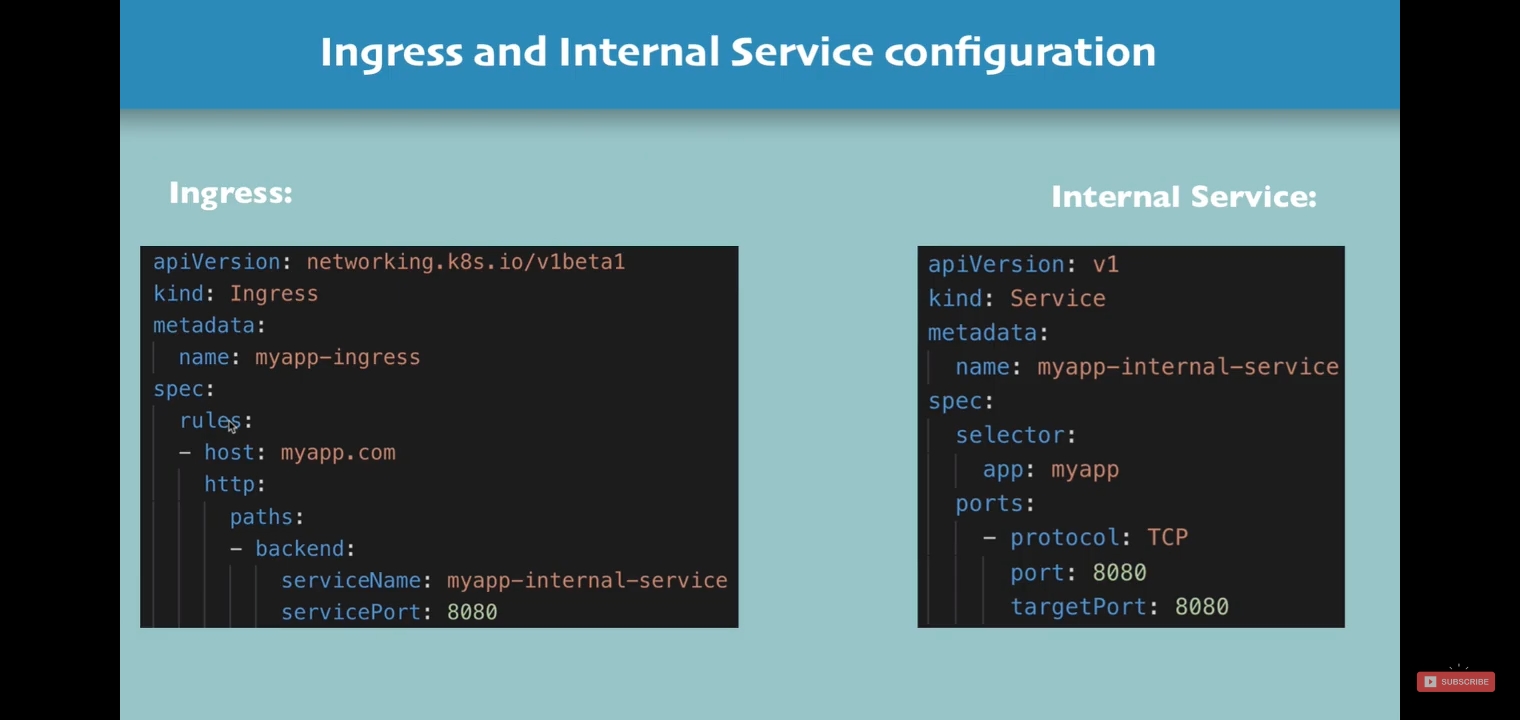 Ingress and Internal Service configuration
Ingress:
apiVersion: networking.k8s.io/v1beta1
kind: Ingress
metadata:
  name: myapp-ingress
spec:
  rules:
  - host: myapp.com
    http:
      paths:
      - backend:
          serviceName: myapp-internal-service
          servicePort: 8080
Internal Service:
apiVersion: v1
kind: Service
metadata:
  name: myapp-internal-service
spec:
  selector:
    app: myapp
  ports:
    - protocol: TCP
      port: 8080
      targetPort: 8080
SUBSCRIBE